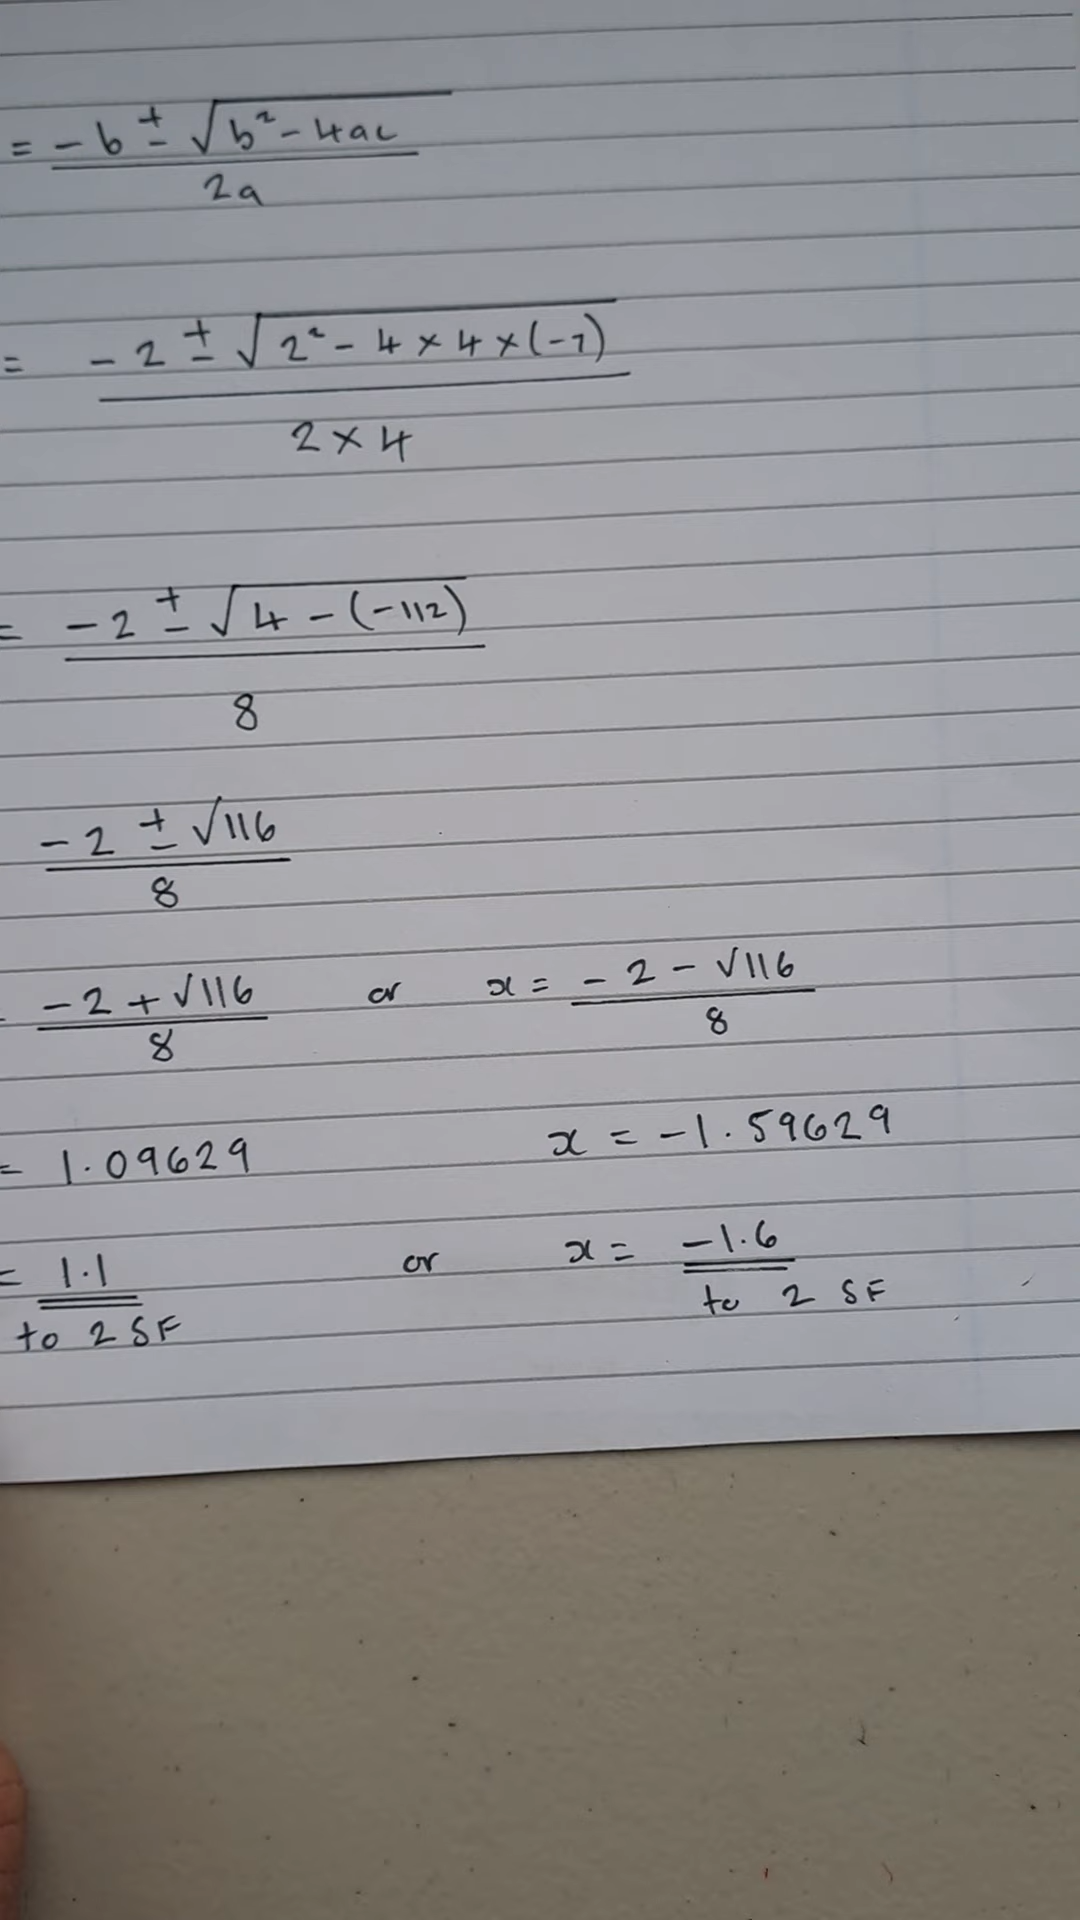 = -b ± √b² - 4ac
2a
= -2 ± √2² - 4 × 4 × (-7)
2 × 4
= -2 ± √4 - (-112)
8
-2 ± √116
8
-2 + √116 or x = -2 - √116
8 8
= 1.09629 x = -1.59629
= 1.1 or x = -1.6
to 2 SF to 2 SF